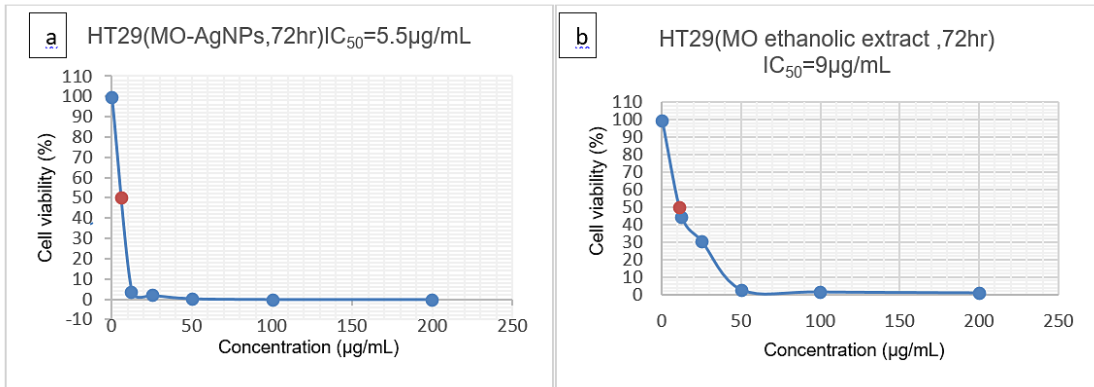 a
HT29(MO-AgNPs,72hr)IC50=5.5µg/mL
110
100
90
80
70
60
50
40
30
20
10
0
-10
Cell viability (%)
0 50 100 150 200 250
Concentration (µg/mL)
b
HT29(MO ethanolic extract ,72hr)
IC50=9µg/mL
110
100
90
80
70
60
50
40
30
20
10
0
Cell viability (%)
0 50 100 150 200 250
Concentration (µg/mL)